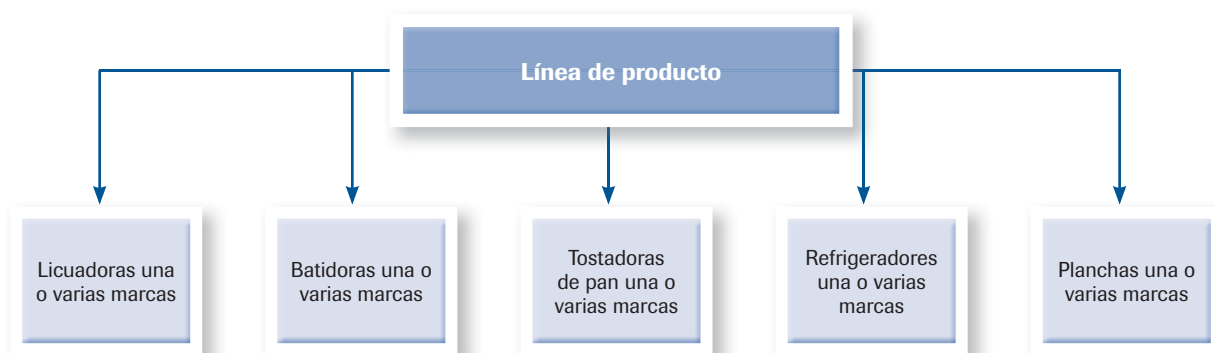 Línea de producto
Licuadoras una
o varias marcas
Batidoras una o
varias marcas
Tostadoras
de pan una o
varias marcas
Refrigeradores
una o varias
marcas
Planchas una o
varias marcas